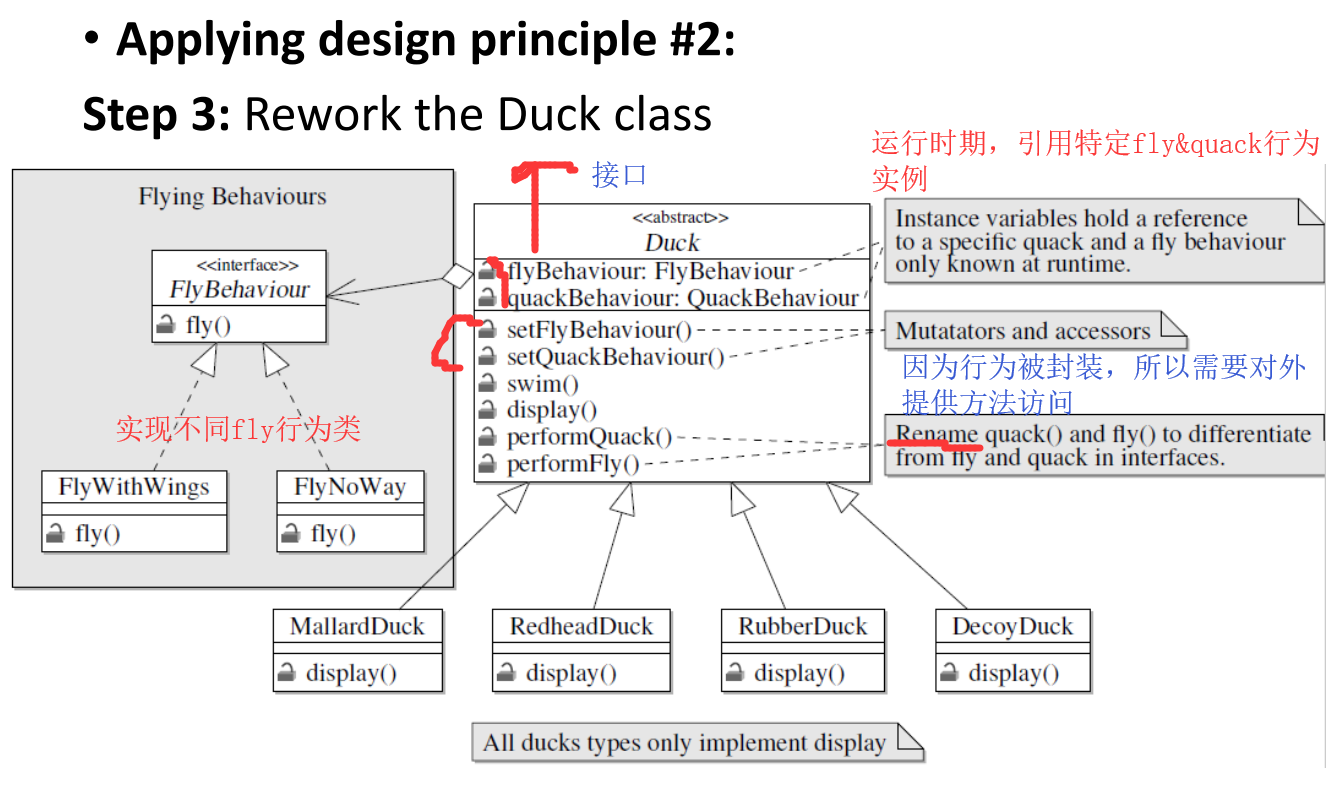 • Applying design principle #2:
Step 3: Rework the Duck class
运行时期，引用特定fly&quack行为
实例
接口
Flying Behaviours
<<interface>>
FlyBehaviour
fly()
实现不同fly行为类
FlyWithWings
fly()
FlyNoWay
fly()
<<abstract>>
Duck
flyBehaviour: FlyBehaviour
quackBehaviour: QuackBehaviour
setFlyBehaviour()
setQuackBehaviour()
swim()
display()
performQuack()
performFly()
Instance variables hold a reference
to a specific quack and a fly behaviour
only known at runtime.
Mutatators and accessors
因为行为被封装，所以需要对外
提供方法访问
Rename quack() and fly() to differentiate
from fly and quack in interfaces.
MallardDuck
display()
RedheadDuck
display()
RubberDuck
display()
DecoyDuck
display()
All ducks types only implement display